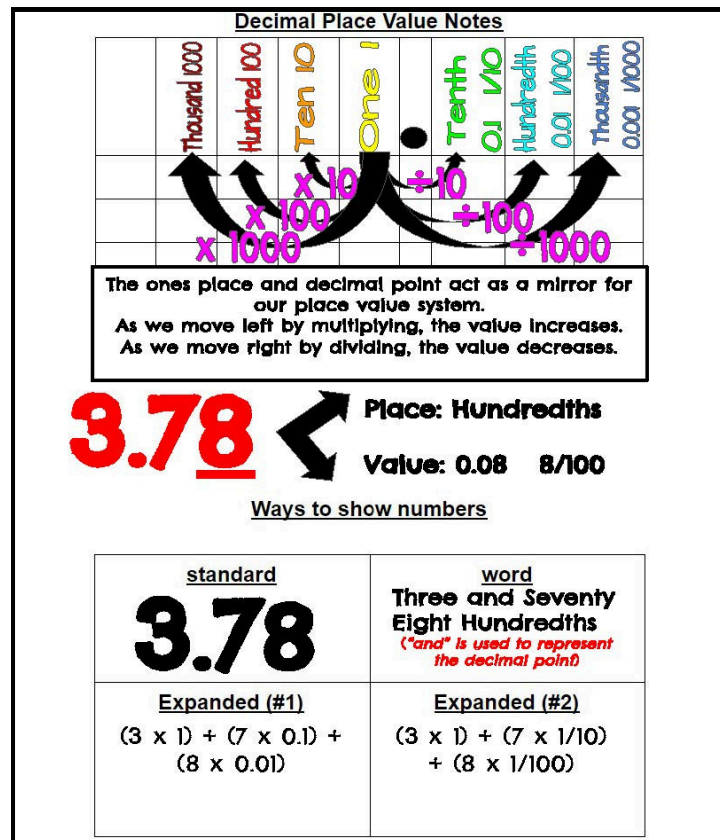 Decimal Place Value Notes
Thousand 1000
Hundred 100
Ten 10
One 1
.
Tenth
0.1 1/10
Hundredth
0.01 1/100
Thousandth
0.001 1/1000
x 10 ÷10
x 100 ÷100
x 1000 ÷1000
The ones place and decimal point act as a mirror for
our place value system.
As we move left by multiplying, the value increases.
As we move right by dividing, the value decreases.
3.78
Place: Hundredths
Value: 0.08 8/100
Ways to show numbers
standard
3.78
word
Three and Seventy
Eight Hundredths
("and" is used to represent
the decimal point)
Expanded (#1)
(3 x 1) + (7 x 0.1) +
(8 x 0.01)
Expanded (#2)
(3 x 1) + (7 x 1/10)
+ (8 x 1/100)